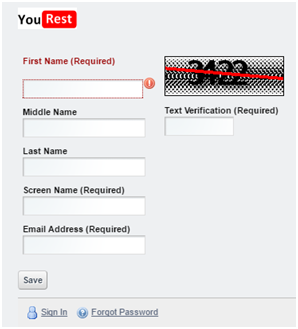 You Rest
First Name (Required)
Middle Name
Last Name
Screen Name (Required)
Email Address (Required)
3422
Text Verification (Required)
Save
Sign In Forgot Password